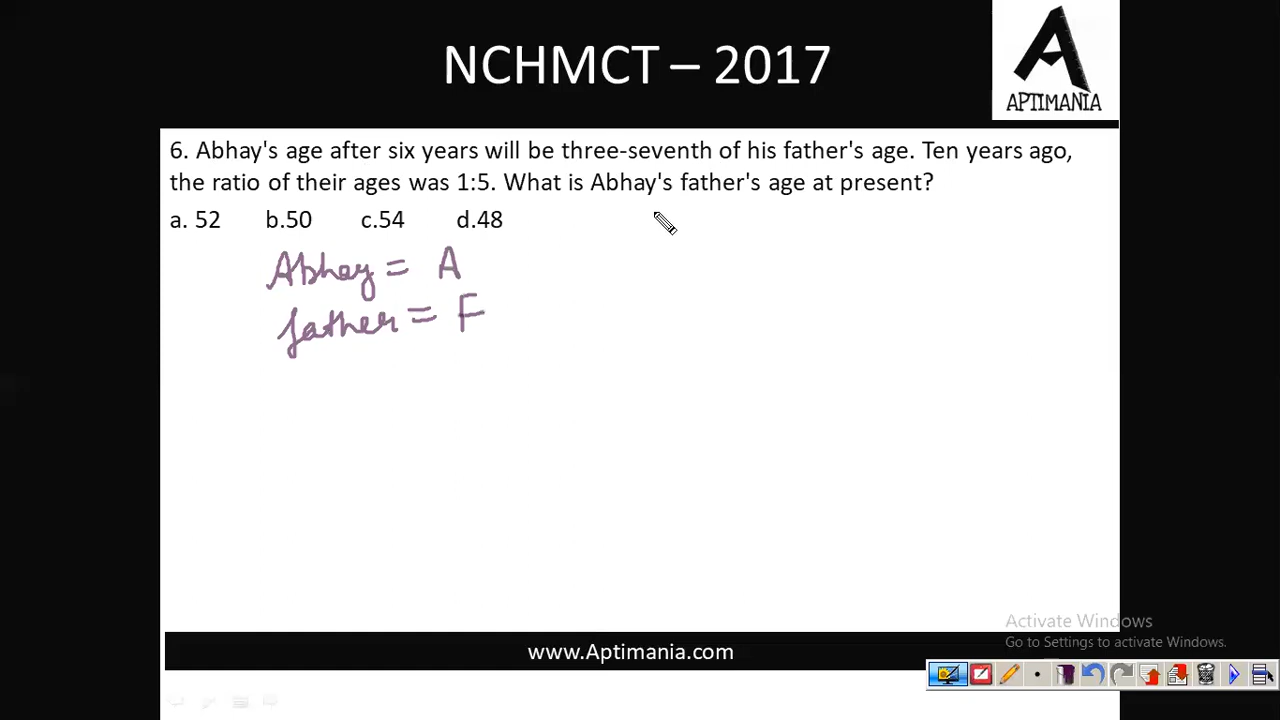 NCHMCT – 2017
APTIMANIA
6. Abhay's age after six years will be three-seventh of his father's age. Ten years ago,
the ratio of their ages was 1:5. What is Abhay's father's age at present?
a. 52 b.50 c.54 d.48
Abhay = A
father = F
Activate Windows
Go to Settings to activate Windows.
www.Aptimania.com